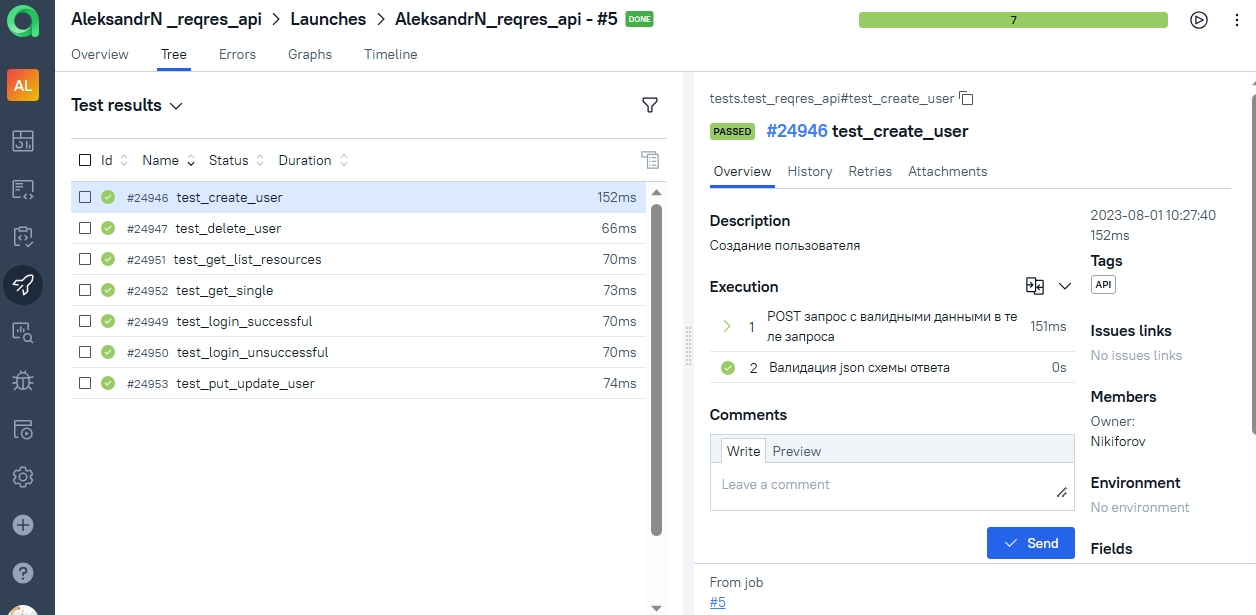 AleksandrN _reqres_api > Launches > AleksandrN_reqres_api - #5 DONE
7
Overview Tree Errors Graphs Timeline
AL
Test results
Id Name Status Duration
#24946 test_create_user 152ms
#24947 test_delete_user 66ms
#24951 test_get_list_resources 70ms
#24952 test_get_single 73ms
#24949 test_login_successful 70ms
#24950 test_login_unsuccessful 70ms
#24953 test_put_update_user 74ms
tests.test_reqres_api#test_create_user
PASSED #24946 test_create_user
Overview History Retries Attachments
Description
Создание пользователя
Execution
1 POST запрос с валидными данными в те
ле запроса
151ms
2 Валидация json схемы ответа 0s
Comments
Write Preview
Leave a comment
Send
2023-08-01 10:27:40
152ms
Tags
API
Issues links
No issues links
Members
Owner:
Nikiforov
Environment
No environment
Fields
From job
#5